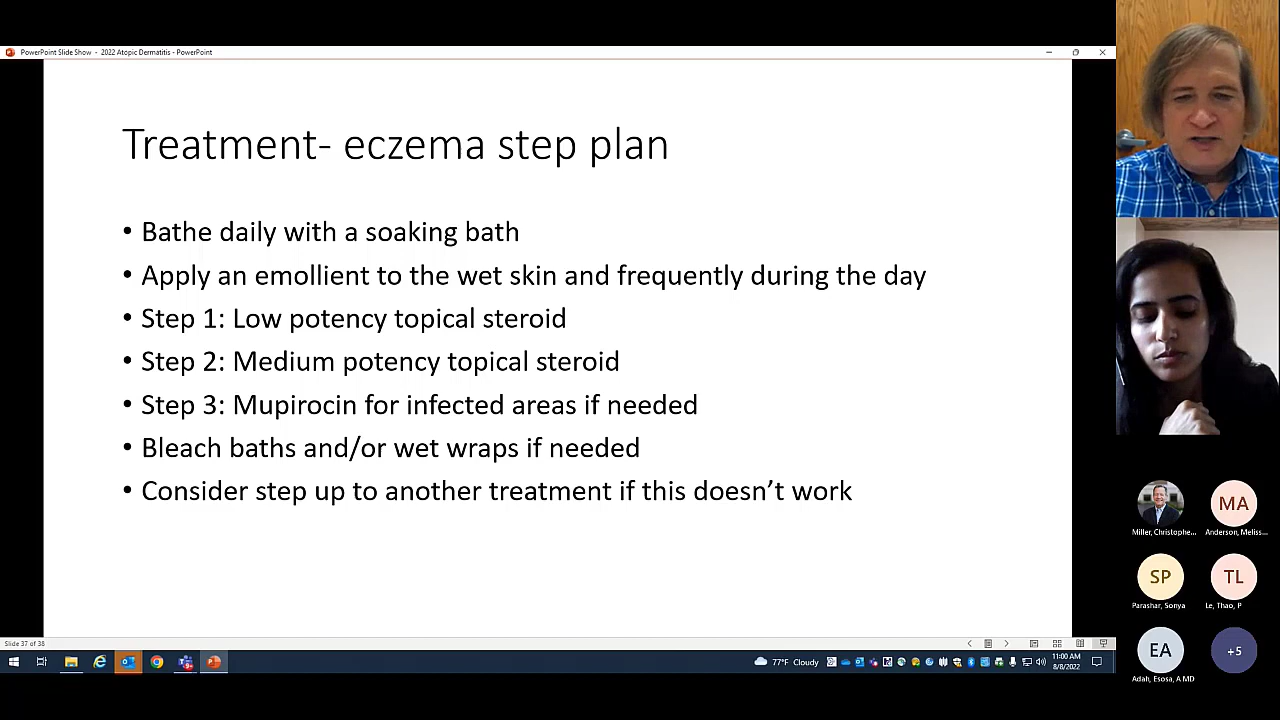 PowerPoint Slide Show - 2022 Atopic Dermatitis - PowerPoint
Treatment- eczema step plan
• Bathe daily with a soaking bath
• Apply an emollient to the wet skin and frequently during the day
• Step 1: Low potency topical steroid
• Step 2: Medium potency topical steroid
• Step 3: Mupirocin for infected areas if needed
• Bleach baths and/or wet wraps if needed
• Consider step up to another treatment if this doesn’t work
Slide 37 of 38
77°F Cloudy
11:00 AM
8/8/2022
MA
Miller, Christophe...
Anderson, Meliss...
SP
TL
Parashar, Sonya
Le, Thao, P
EA
+5
Adah, Esosa, A MD